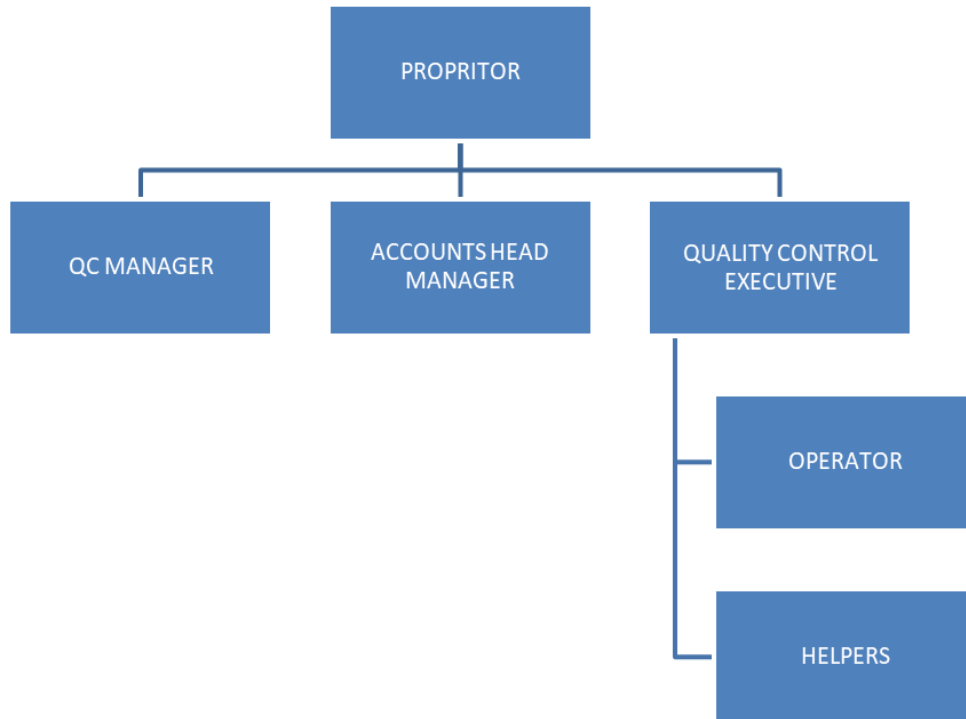 PROPRITOR
QC MANAGER
ACCOUNTS HEAD
MANAGER
QUALITY CONTROL
EXECUTIVE
OPERATOR
HELPERS